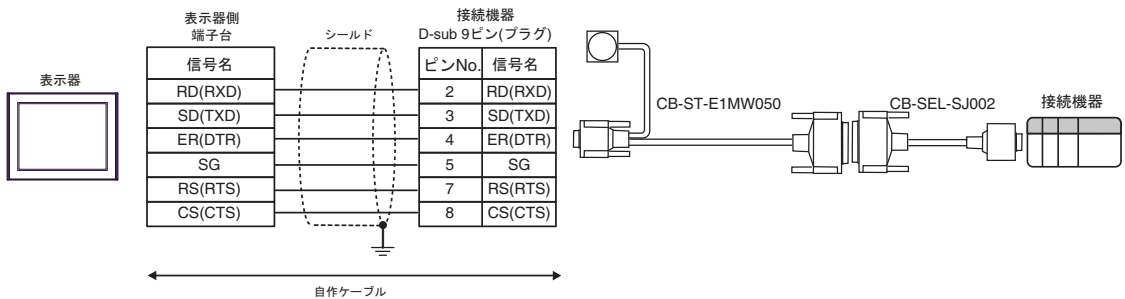 表示器
表示器側
端子台
シールド
接続機器
D-sub 9ピン(プラグ)
信号名
ピンNo. 信号名
RD(RXD) 2 RD(RXD)
SD(TXD) 3 SD(TXD)
ER(DTR) 4 ER(DTR)
SG 5 SG
RS(RTS) 7 RS(RTS)
CS(CTS) 8 CS(CTS)
自作ケーブル
CB-ST-E1MW050
CB-SEL-SJ002
接続機器